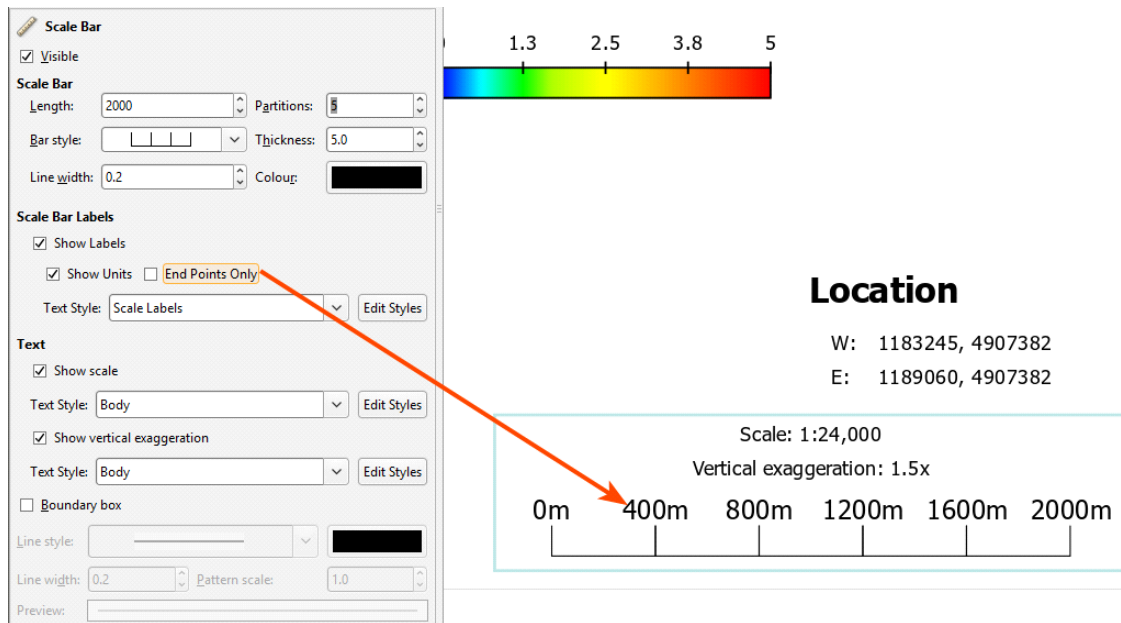 Scale Bar
Visible
Scale Bar
Length: 2000 Partitions: 5
Bar style: Thickness: 5.0
Line width: 0.2 Colour:
Scale Bar Labels
Show Labels
Show Units End Points Only
Text Style: Scale Labels Edit Styles
Text
Show scale
Text Style: Body Edit Styles
Show vertical exaggeration
Text Style: Body Edit Styles
Boundary box
Line style:
Line width: 0.2 Pattern scale: 1.0
Preview:
1.3 2.5 3.8 5
Location
W: 1183245, 4907382
E: 1189060, 4907382
Scale: 1:24,000
Vertical exaggeration: 1.5x
0m 400m 800m 1200m 1600m 2000m